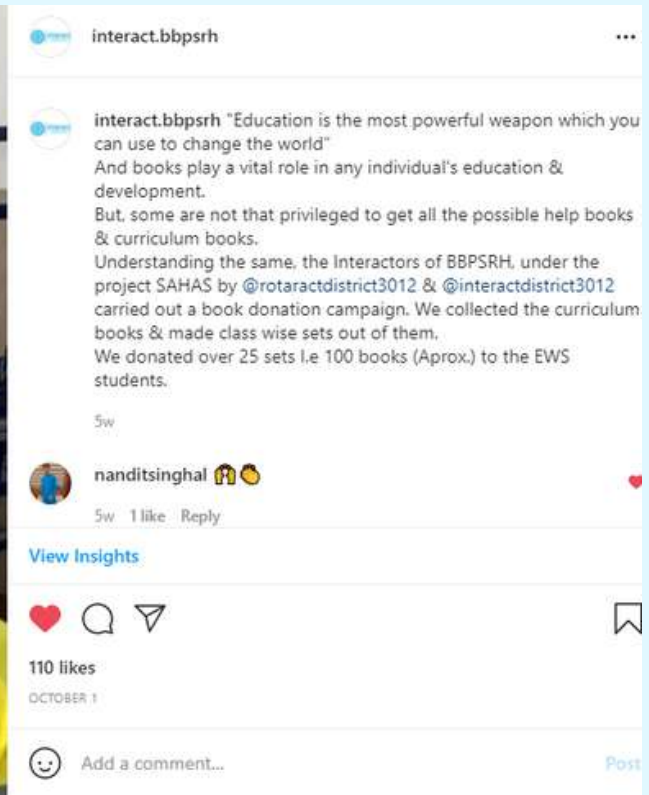 interact.bbpsrh
interact.bbpsrh "Education is the most powerful weapon which you
can use to change the world"
And books play a vital role in any individual's education &
development.
But, some are not that privileged to get all the possible help books
& curriculum books.
Understanding the same, the Interactors of BBPSRH, under the
project SAHAS by @rotaractdistrict3012 & @interactdistrict3012
carried out a book donation campaign. We collected the curriculum
books & made class wise sets out of them.
We donated over 25 sets I.e 100 books (Aprox.) to the EWS
students.
5w
nanditsinghal 🙌👏
5w 1 like Reply
View Insights
110 likes
OCTOBER 1
Add a comment...
Post